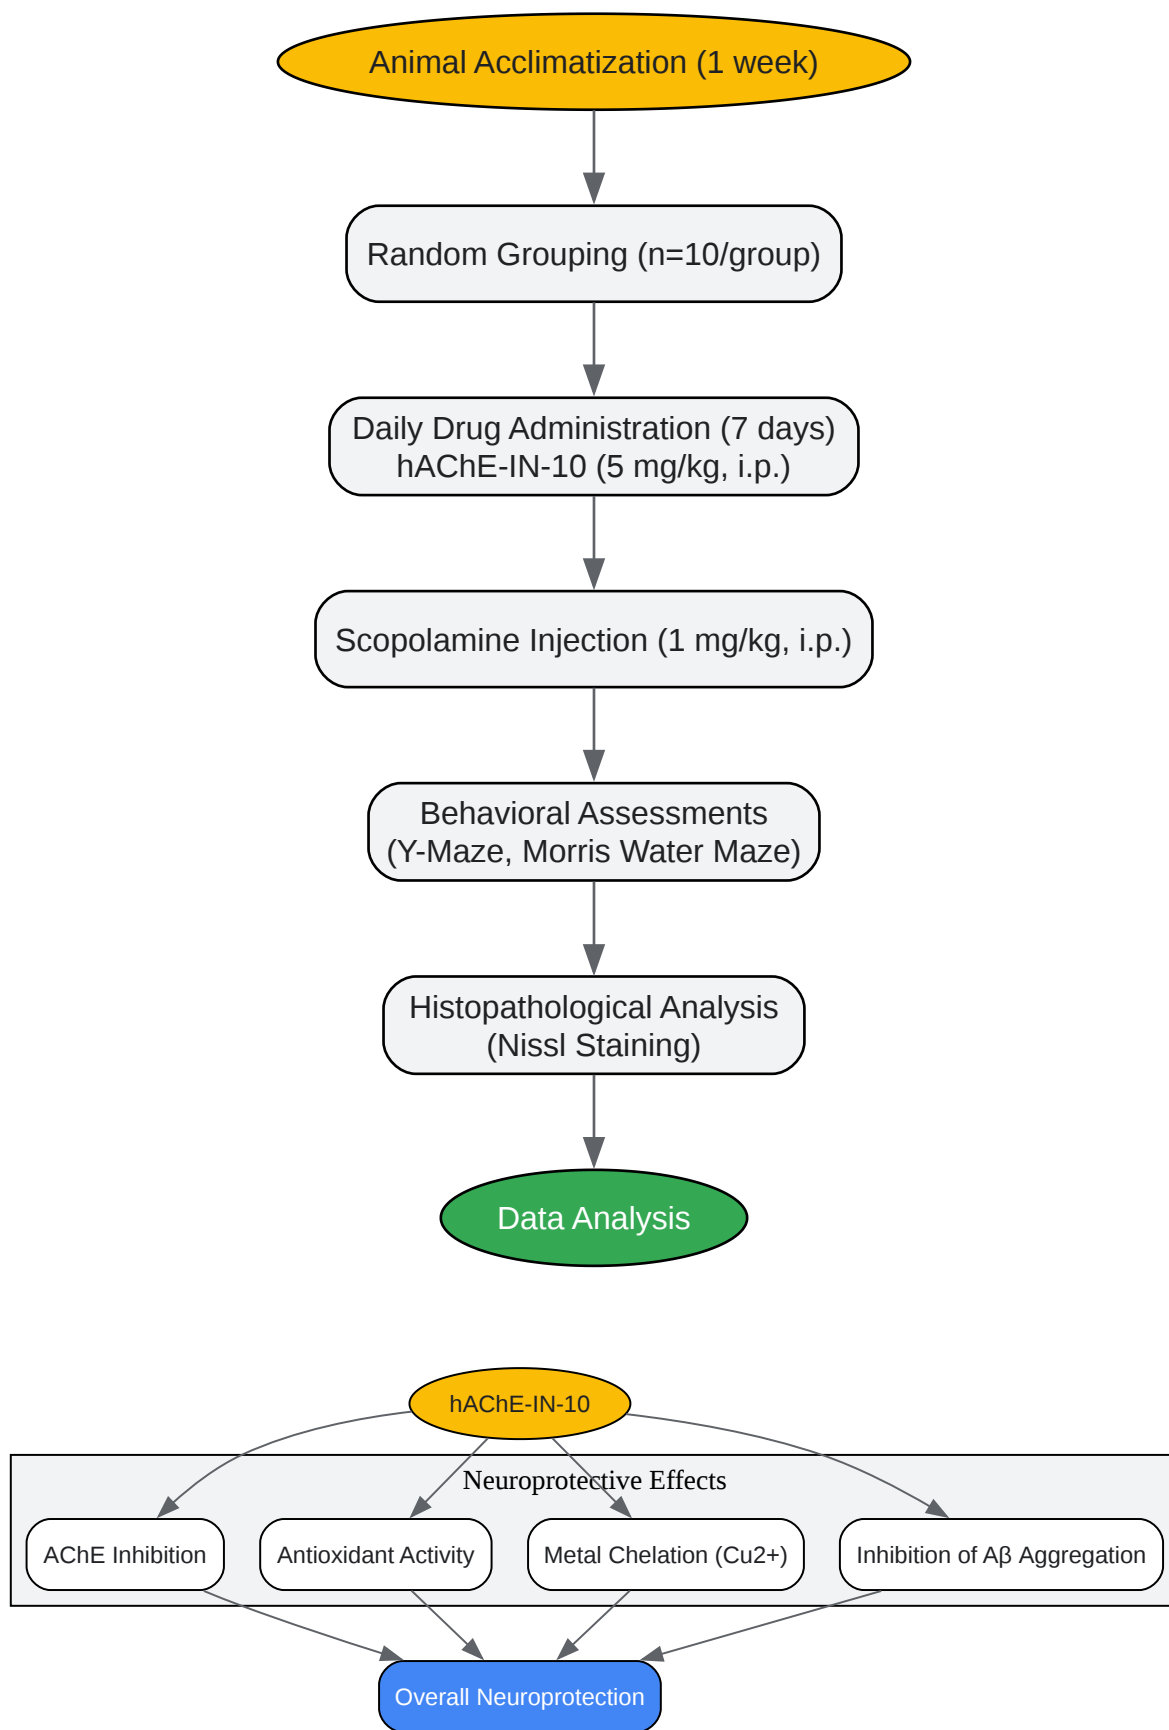 Animal Acclimatization (1 week)
Random Grouping (n=10/group)
Daily Drug Administration (7 days)
hAChE-IN-10 (5 mg/kg, i.p.)
Scopolamine Injection (1 mg/kg, i.p.)
Behavioral Assessments
(Y-Maze, Morris Water Maze)
Histopathological Analysis
(Nissl Staining)
Data Analysis
hAChE-IN-10
Neuroprotective Effects
AChE Inhibition
Antioxidant Activity
Metal Chelation (Cu2+)
Inhibition of Aβ Aggregation
Overall Neuroprotection